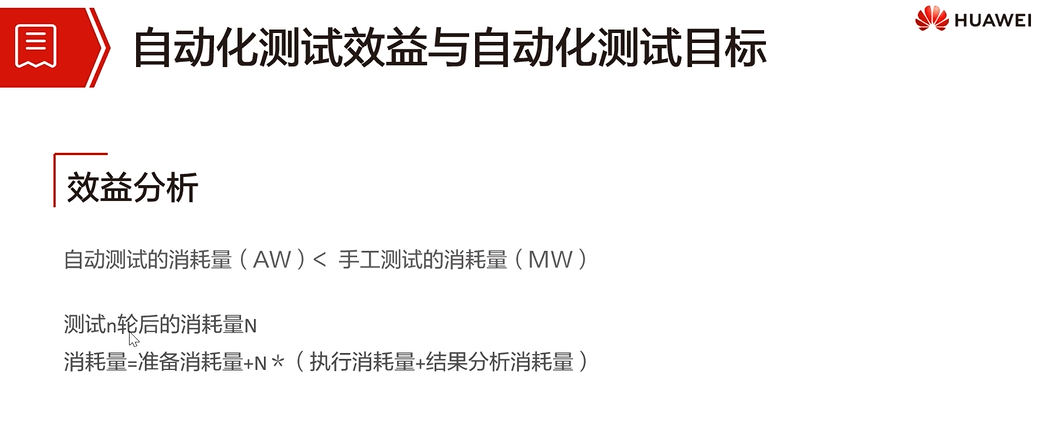 自动化测试效益与自动化测试目标
HUAWEI
效益分析
自动测试的消耗量（AW）< 手工测试的消耗量（MW）
测试n轮后的消耗量N
消耗量=准备消耗量+N*（执行消耗量+结果分析消耗量）